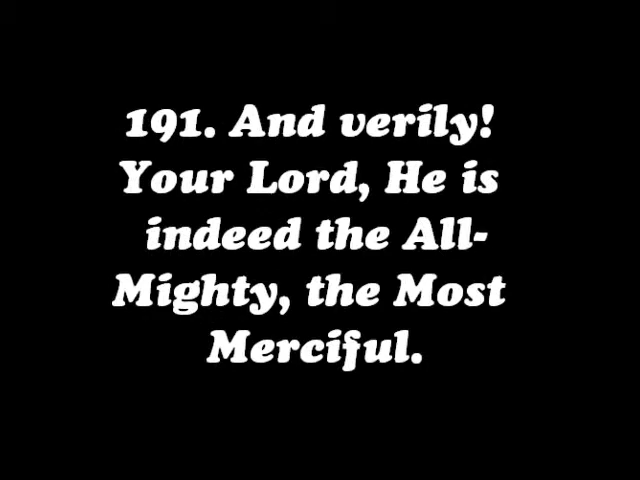 191. And verily!
Your Lord, He is
indeed the All-
Mighty, the Most
Merciful.